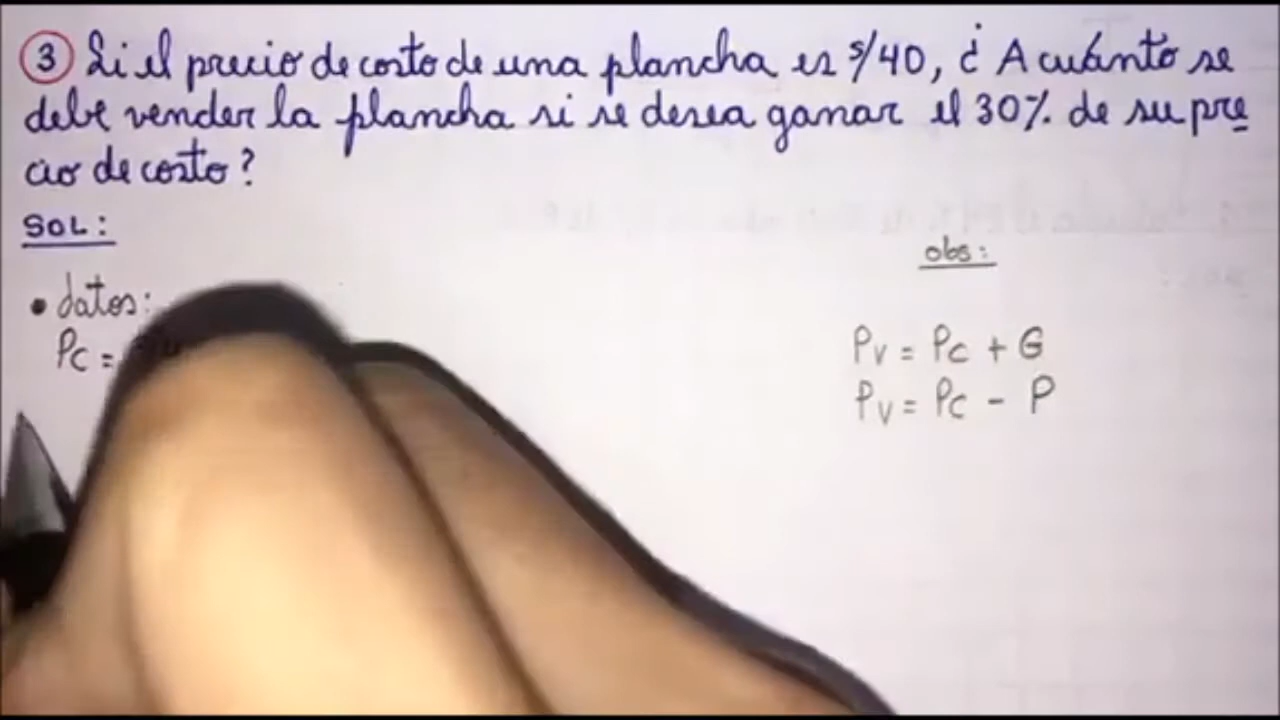 3 Si el precio de costo de una plancha es s/40, ¿ A cuánto se
debe vender la plancha si se desea ganar el 30% de su pre
cio de costo?
SOL:
obs:
• datos:
Pc =
Pv = Pc + G
Pv = Pc - P